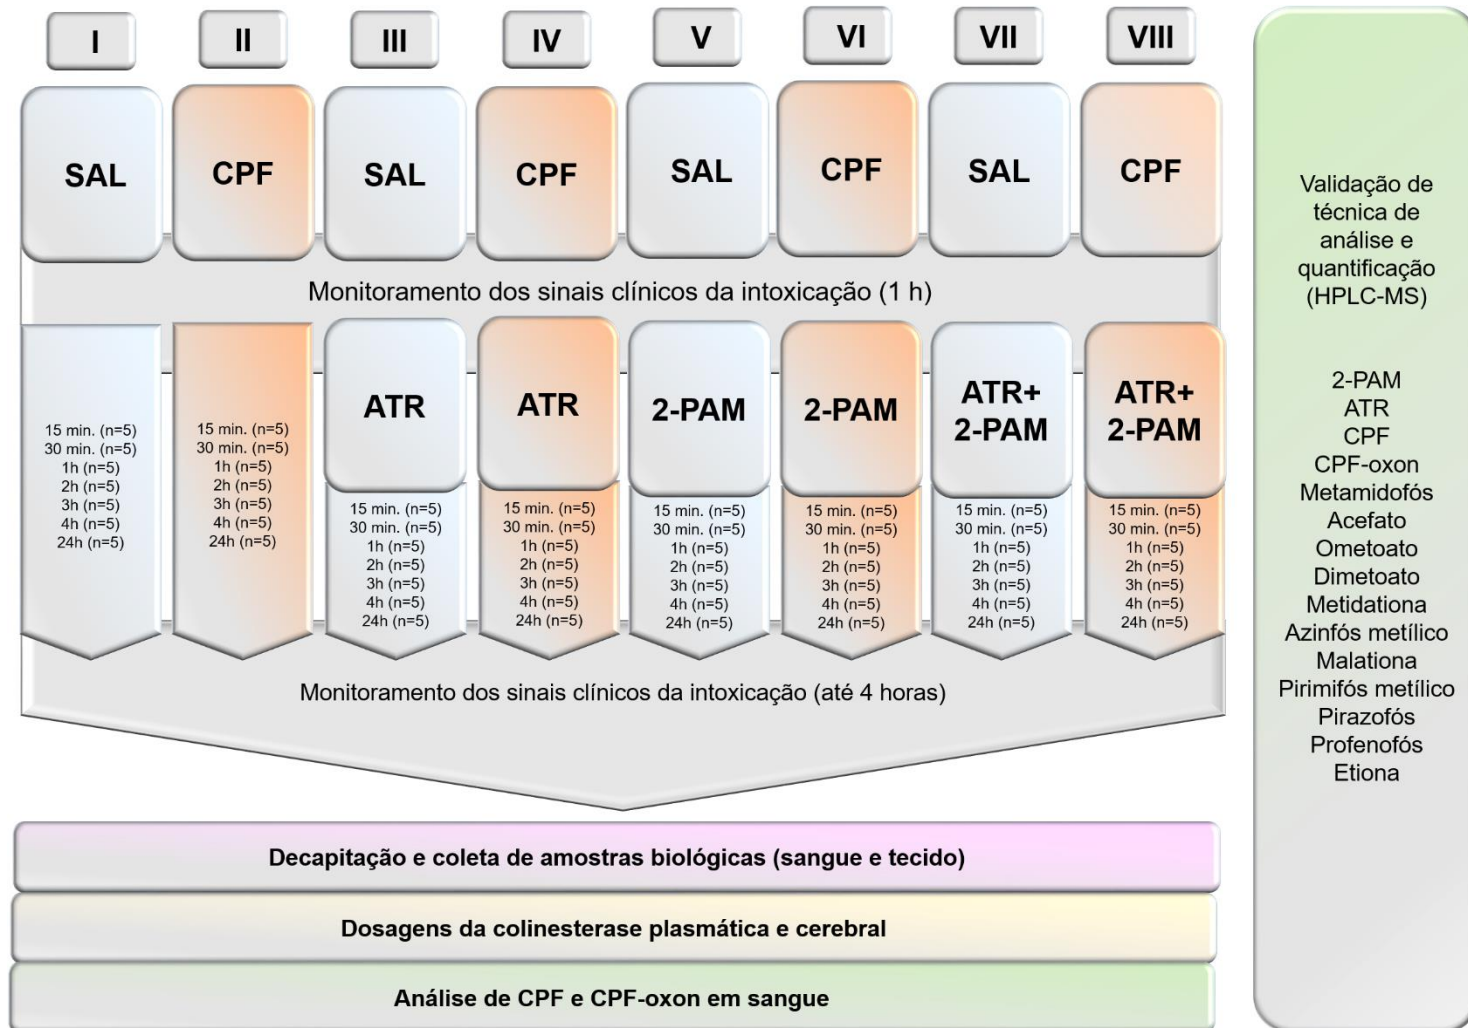 I
II
III
IV
V
VI
VII
VIII
SAL
CPF
SAL
CPF
SAL
CPF
SAL
CPF
Monitoramento dos sinais clínicos da intoxicação (1 h)
15 min. (n=5)
30 min. (n=5)
1h (n=5)
2h (n=5)
3h (n=5)
4h (n=5)
24h (n=5)
15 min. (n=5)
30 min. (n=5)
1h (n=5)
2h (n=5)
3h (n=5)
4h (n=5)
24h (n=5)
ATR
15 min. (n=5)
30 min. (n=5)
1h (n=5)
2h (n=5)
3h (n=5)
4h (n=5)
24h (n=5)
ATR
15 min. (n=5)
30 min. (n=5)
1h (n=5)
2h (n=5)
3h (n=5)
4h (n=5)
24h (n=5)
2-PAM
15 min. (n=5)
30 min. (n=5)
1h (n=5)
2h (n=5)
3h (n=5)
4h (n=5)
24h (n=5)
2-PAM
15 min. (n=5)
30 min. (n=5)
1h (n=5)
2h (n=5)
3h (n=5)
4h (n=5)
24h (n=5)
ATR+
2-PAM
15 min. (n=5)
30 min. (n=5)
1h (n=5)
2h (n=5)
3h (n=5)
4h (n=5)
24h (n=5)
ATR+
2-PAM
15 min. (n=5)
30 min. (n=5)
1h (n=5)
2h (n=5)
3h (n=5)
4h (n=5)
24h (n=5)
Monitoramento dos sinais clínicos da intoxicação (até 4 horas)
Decapitação e coleta de amostras biológicas (sangue e tecido)
Dosagens da colinesterase plasmática e cerebral
Análise de CPF e CPF-oxon em sangue
Validação de
técnica de
análise e
quantificação
(HPLC-MS)
2-PAM
ATR
CPF
CPF-oxon
Metamidofós
Acefato
Ometoato
Dimetoato
Metidationa
Azinfós metílico
Malationa
Pirimifós metílico
Pirazofós
Profenofós
Etiona